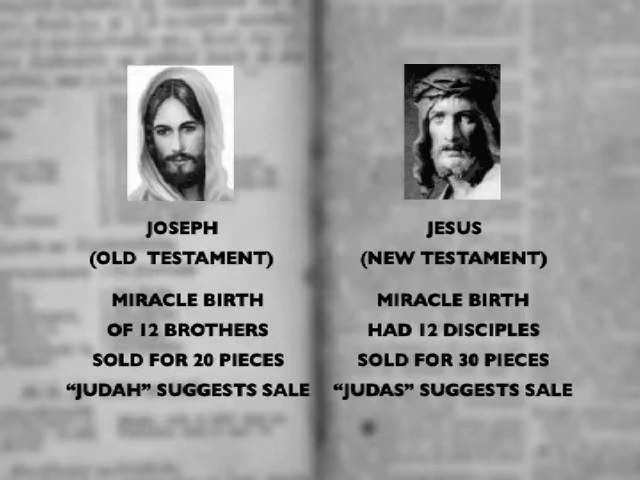 JOSEPH
(OLD TESTAMENT)
MIRACLE BIRTH
OF 12 BROTHERS
SOLD FOR 20 PIECES
“JUDAH” SUGGESTS SALE
JESUS
(NEW TESTAMENT)
MIRACLE BIRTH
HAD 12 DISCIPLES
SOLD FOR 30 PIECES
“JUDAS” SUGGESTS SALE